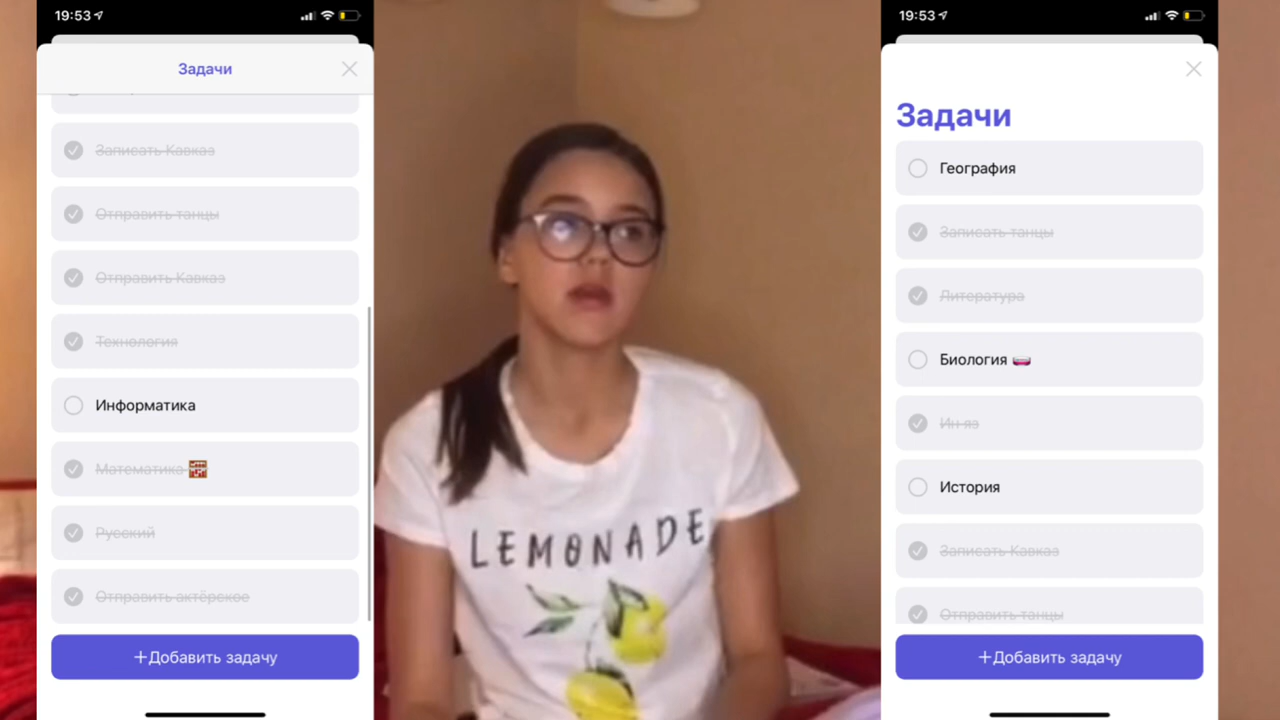 19:53
Задачи
Записать Кавказ
Отправить танцы
Отправить Кавказ
Технология
Информатика
Математика
Русский
Отправить актёрское
+Добавить задачу
LEMONADE
19:53
Задачи
География
Записать танцы
Литература
Биология
Ин яз
История
Записать Кавказ
Отправить танцы
+Добавить задачу